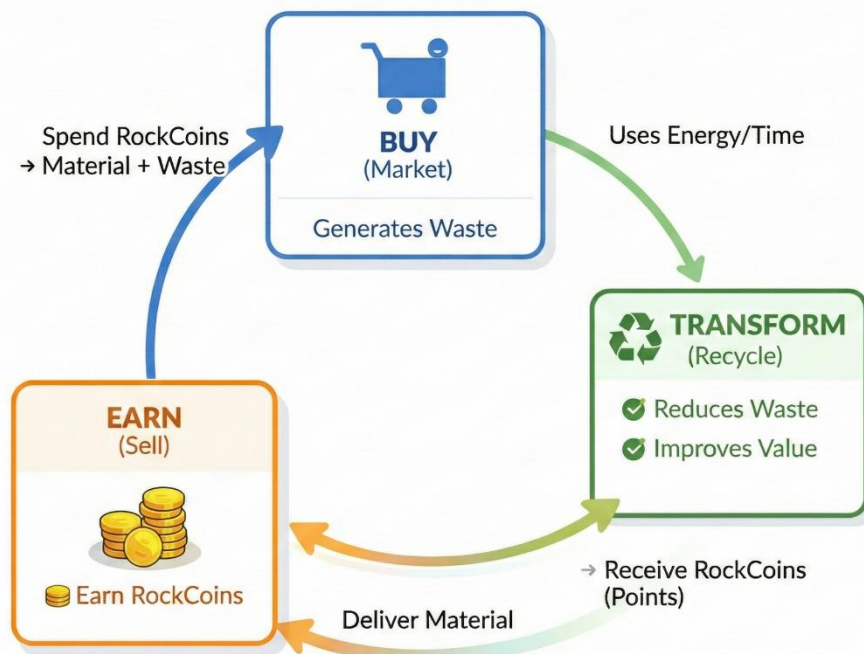 Spend RockCoins
→ Material + Waste
BUY
(Market)
Generates Waste
Uses Energy/Time
TRANSFORM
(Recycle)
Reduces Waste
Improves Value
EARN
(Sell)
Earn RockCoins
→ Receive RockCoins
(Points)
Deliver Material